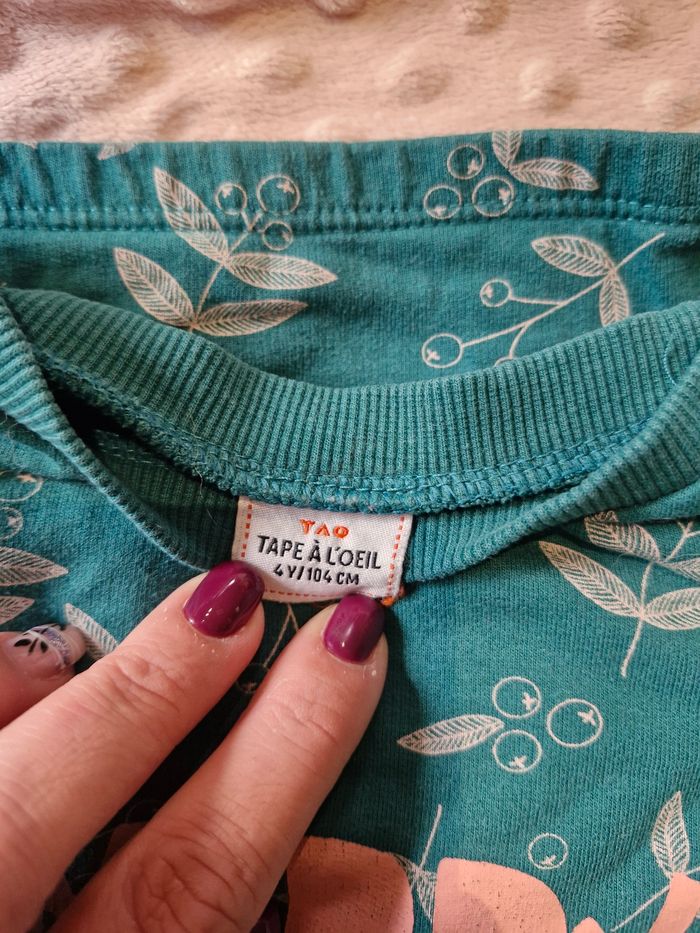 TAO
TAPE À L'OEIL
4 Y/104 CM